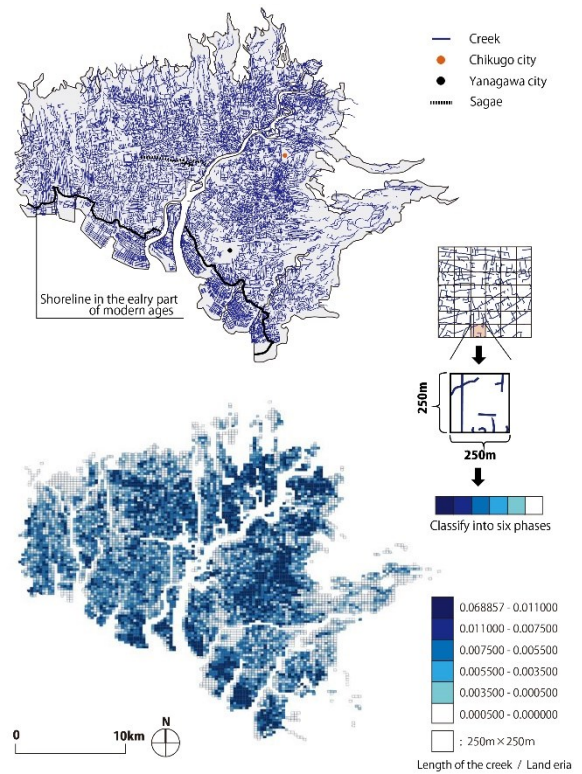 Creek
Chikugo city
Yanagawa city
Sagae
Shoreline in the ealry part
of modern ages
250m
250m
Classify into six phases
0.068857 - 0.011000
0.011000 - 0.007500
0.007500 - 0.005500
0.005500 - 0.003500
0.003500 - 0.000500
0.000500 - 0.000000
: 250m×250m
Length of the creek / Land eria
0
10km
N